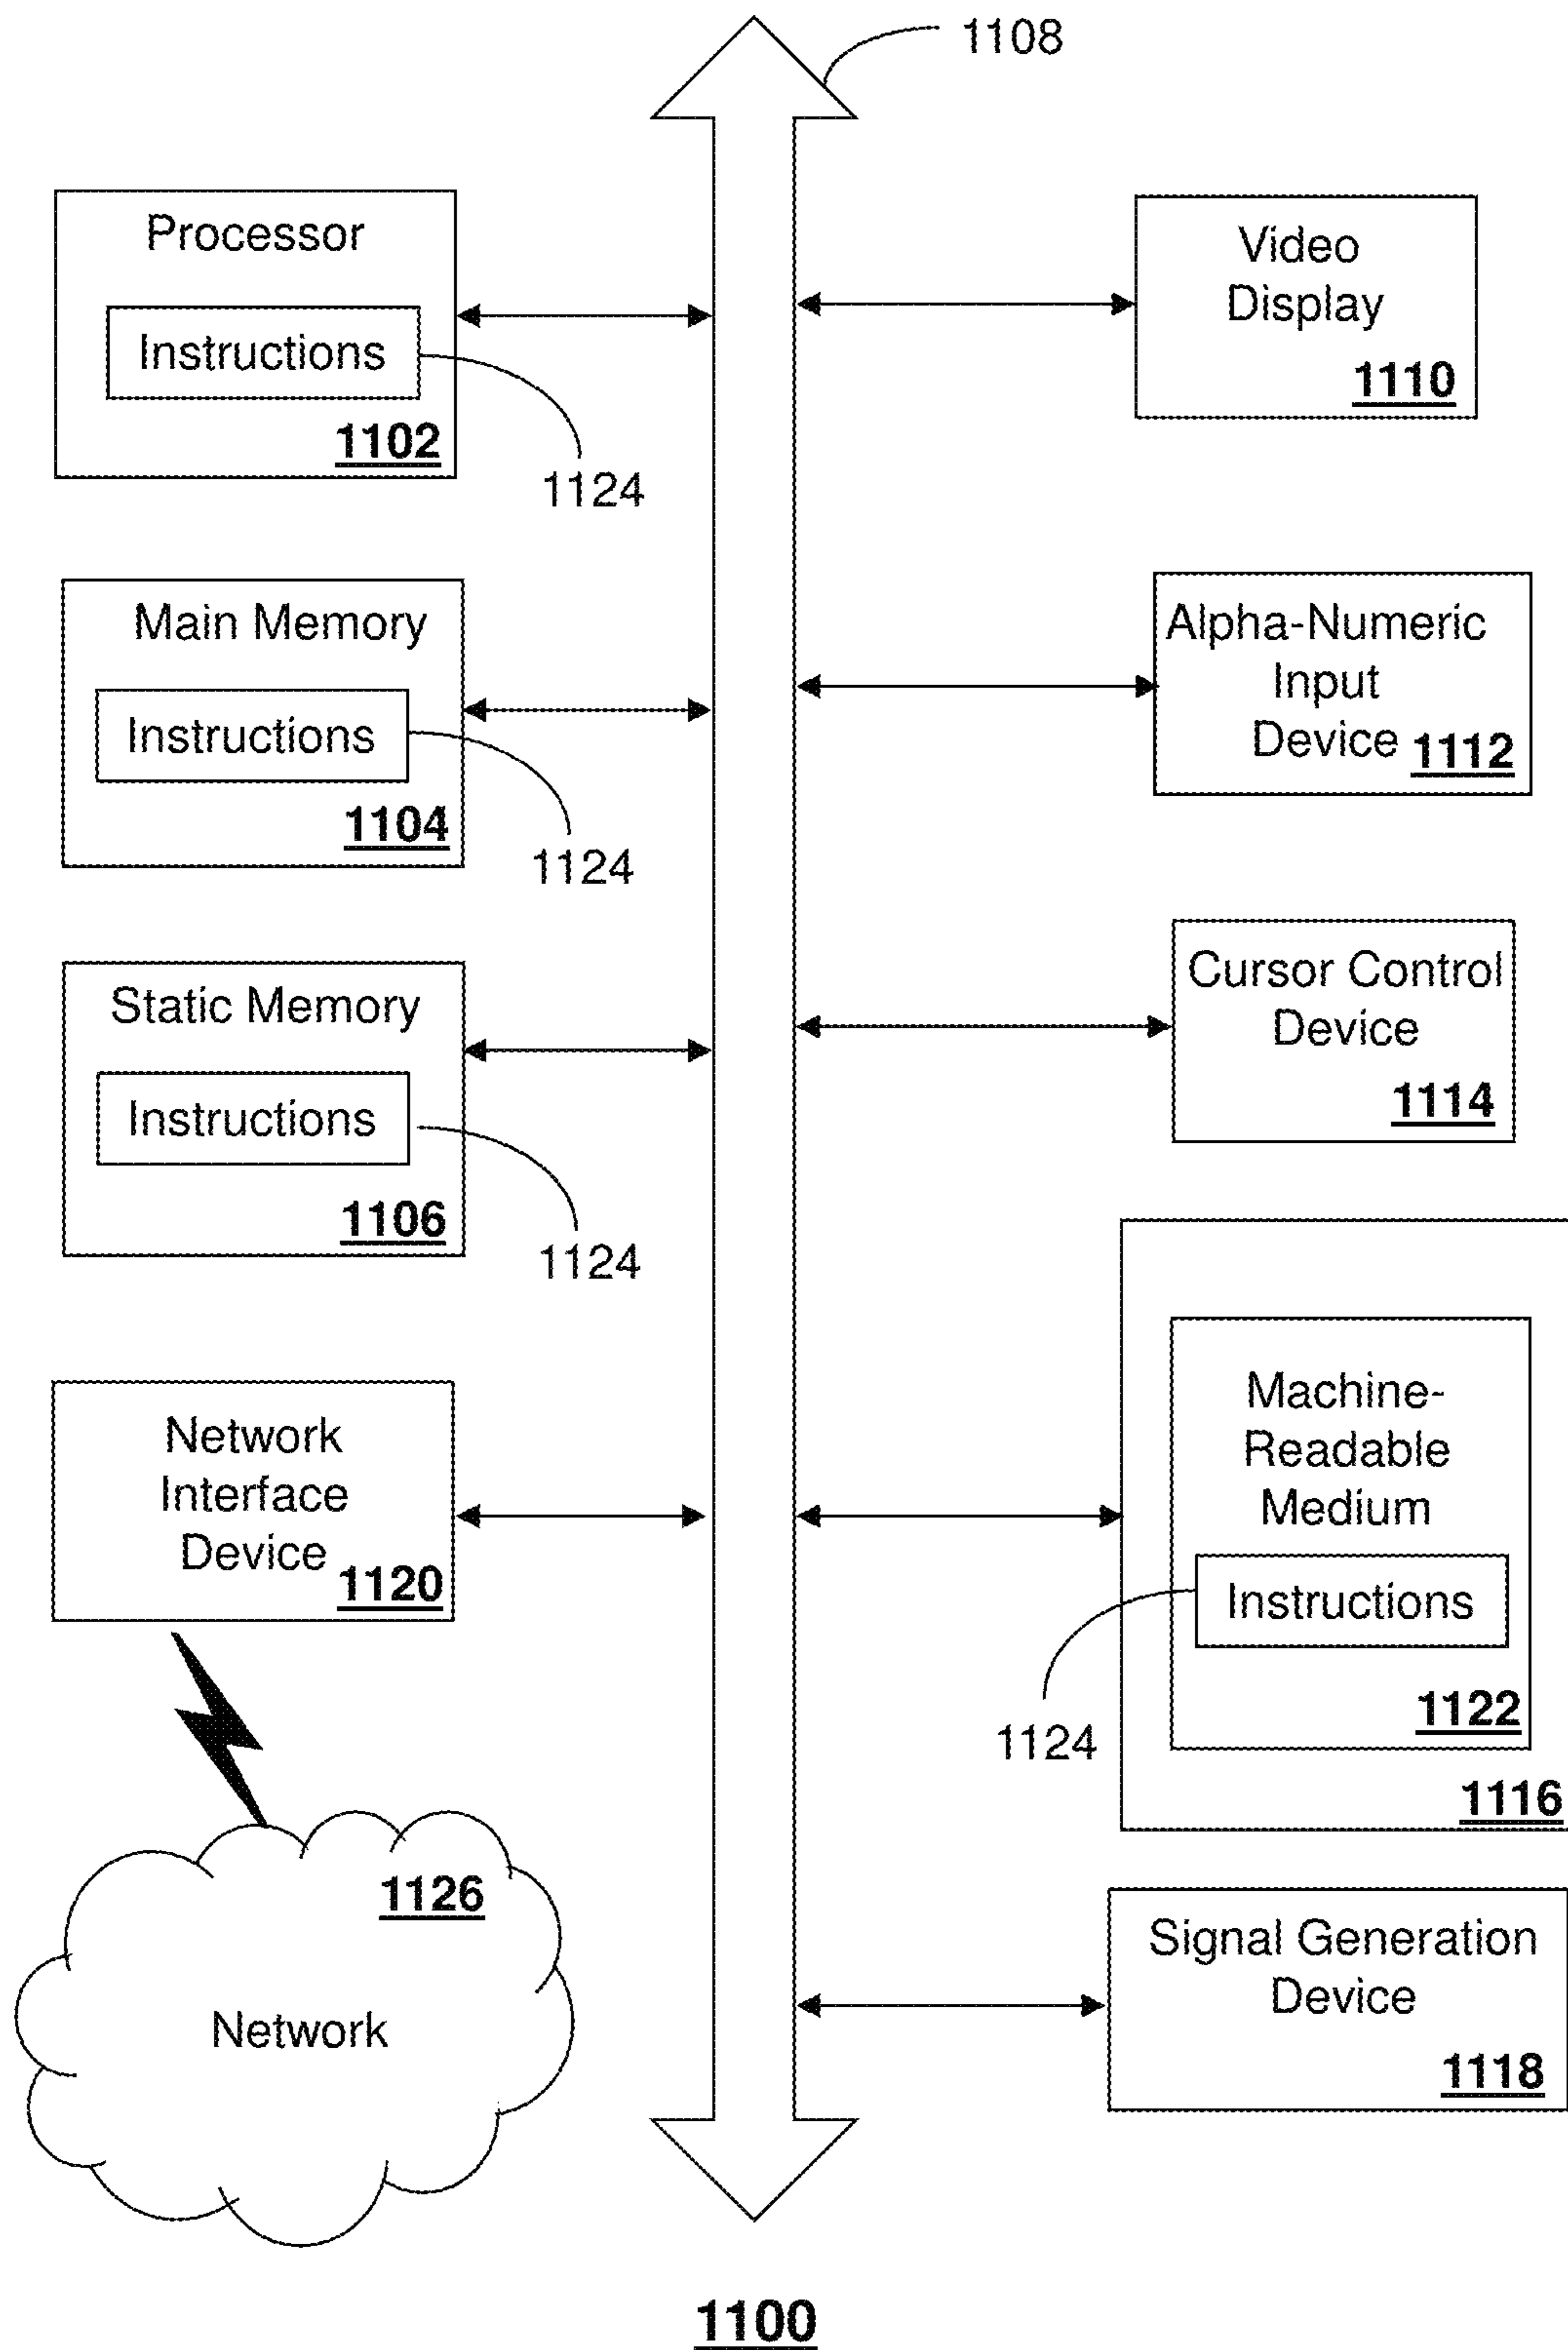 1108
Processor
Instructions
1102
1124
Video
Display
1110
Main Memory
Instructions
1104
1124
Alpha-Numeric
Input
Device 1112
Static Memory
Instructions
1106
1124
Cursor Control
Device
1114
Network
Interface
Device 1120
Machine-
Readable
Medium
Instructions
1124
1122
1116
1126
Network
Signal Generation
Device
1118
1100